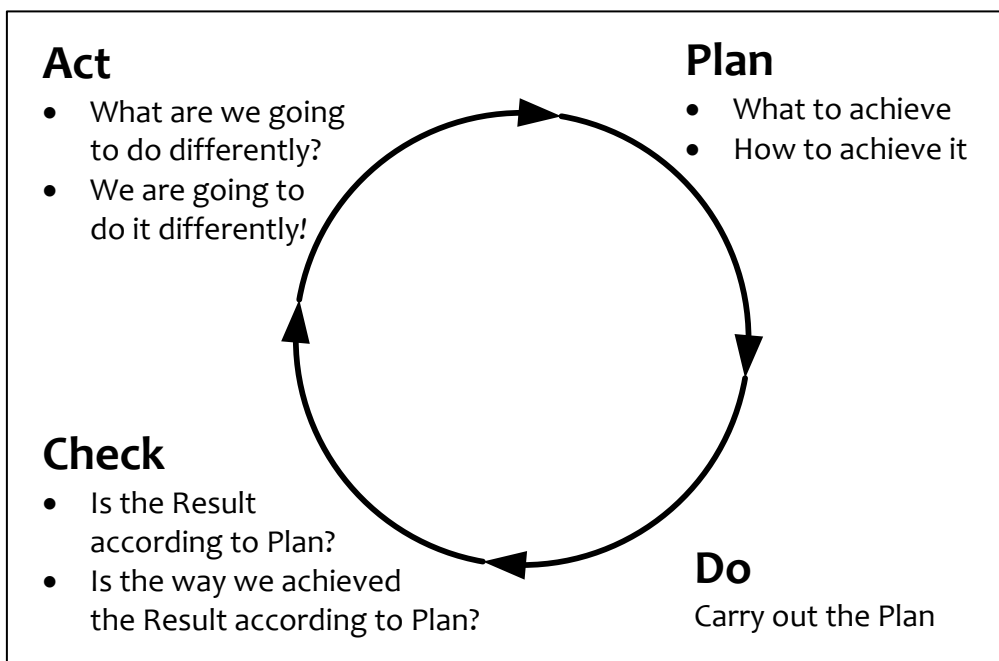 Act
• What are we going
to do differently?
• We are going to
do it differently!
Plan
• What to achieve
• How to achieve it
Check
• Is the Result
according to Plan?
• Is the way we achieved
the Result according to Plan?
Do
Carry out the Plan